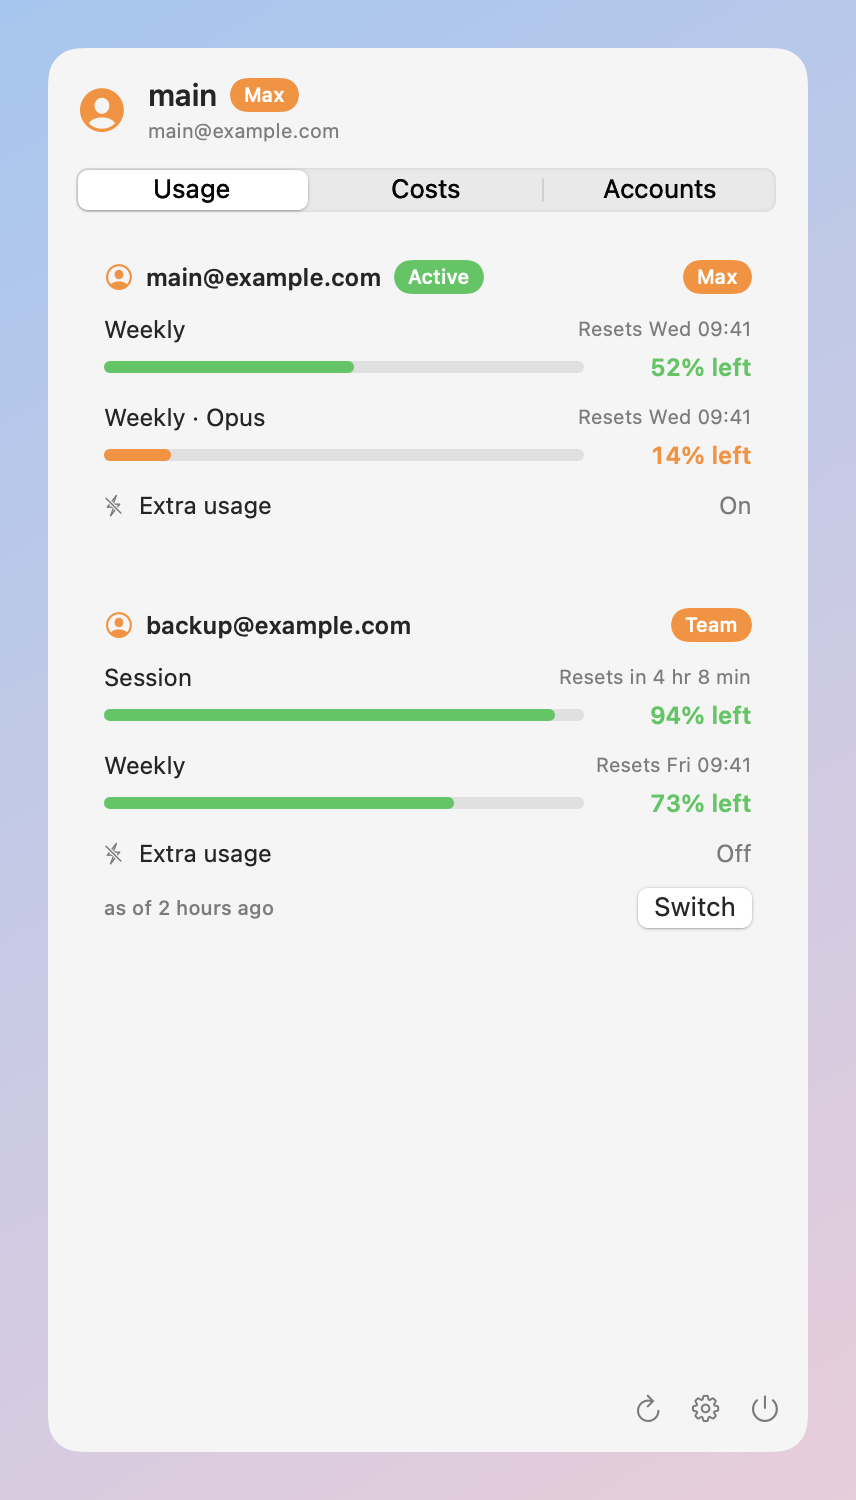 main Max
main@example.com
Usage Costs Accounts
main@example.com Active Max
Weekly Resets Wed 09:41
52% left
Weekly · Opus Resets Wed 09:41
14% left
Extra usage On
backup@example.com Team
Session Resets in 4 hr 8 min
94% left
Weekly Resets Fri 09:41
73% left
Extra usage Off
as of 2 hours ago Switch